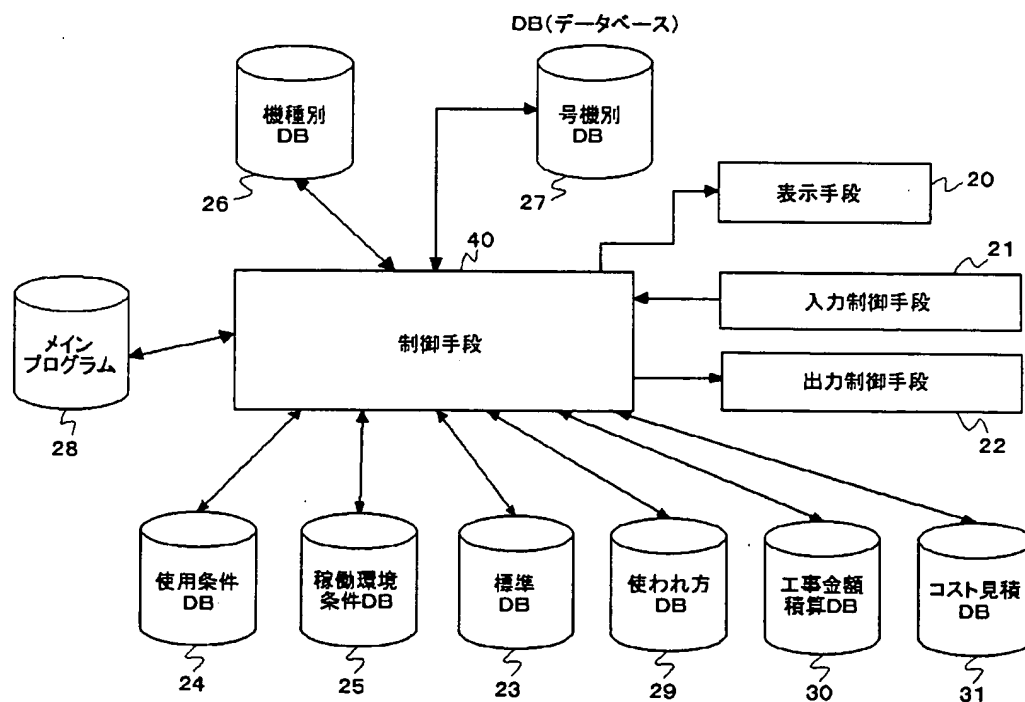 DB(データベース)
機種別
DB
号機別
DB
26
27
表示手段
20
40
21
制御手段
入力制御手段
メイン
プログラム
出力制御手段
28
22
使用条件
DB
稼働環境
条件DB
標準
DB
使われ方
DB
工事金額
積算DB
コスト見積
DB
24
25
23
29
30
31